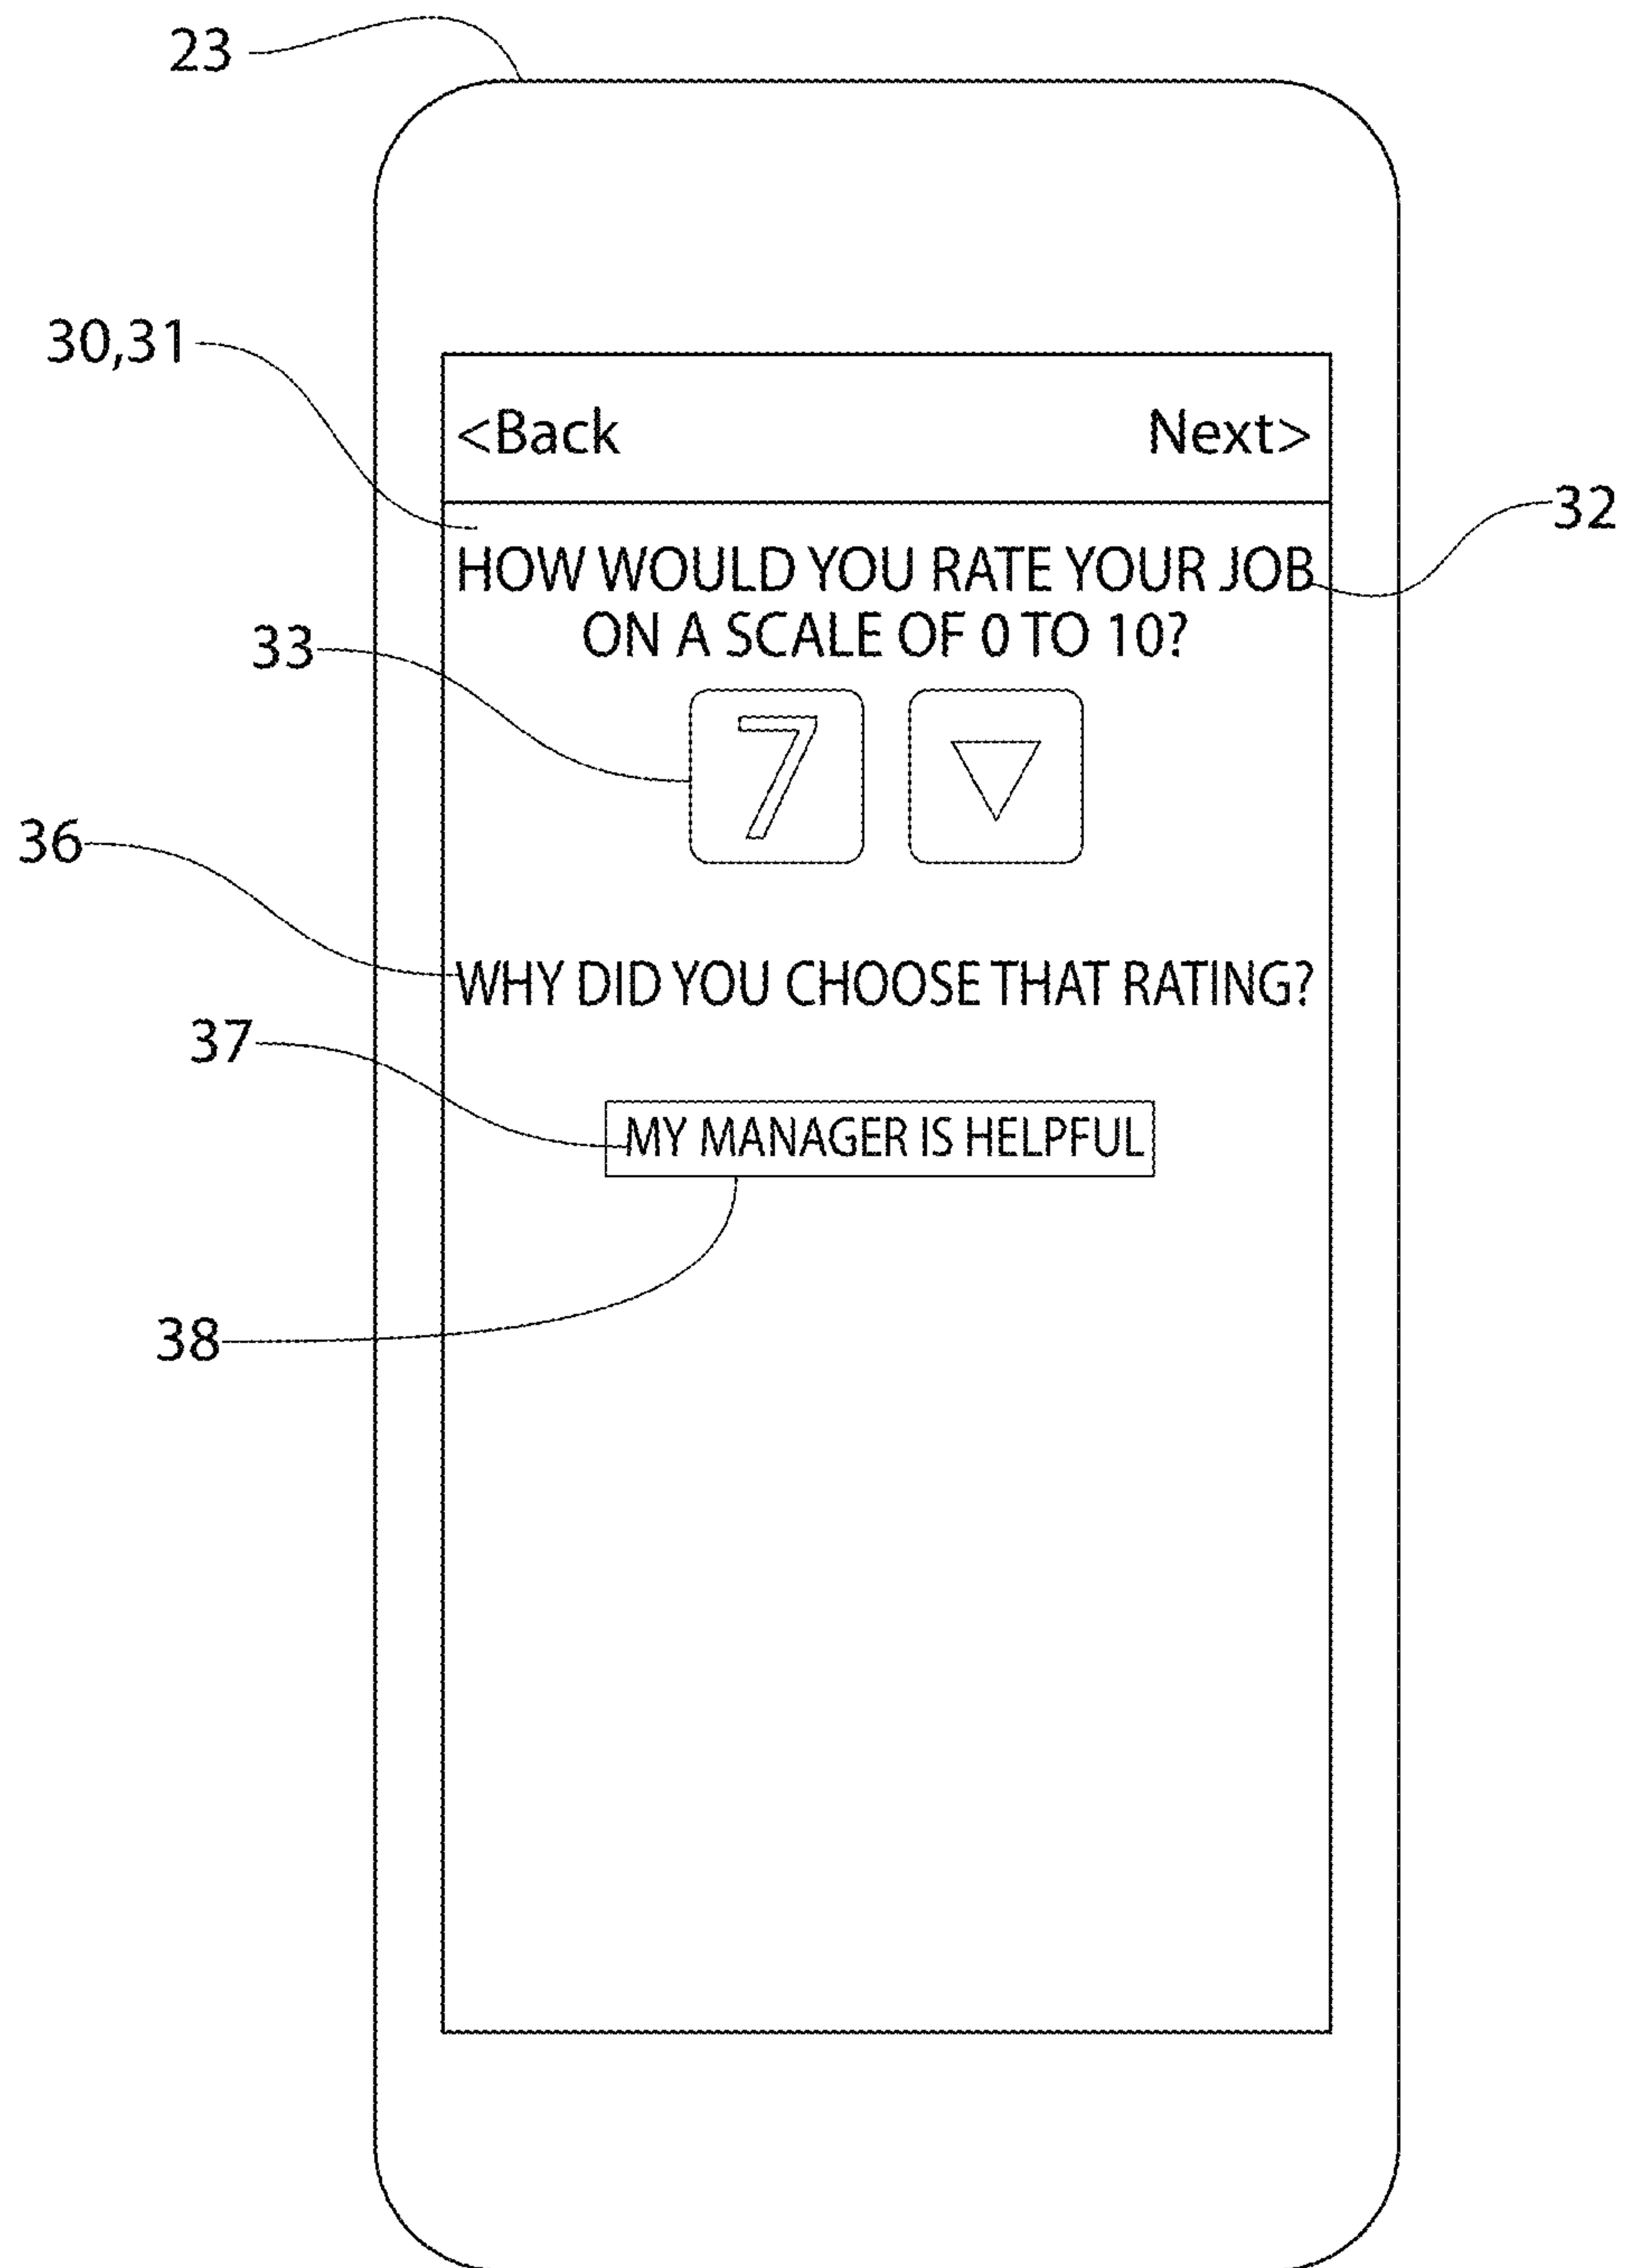 23
30,31
<Back Next>
32
HOW WOULD YOU RATE YOUR JOB
ON A SCALE OF 0 TO 10?
33
7
36
WHY DID YOU CHOOSE THAT RATING?
37
MY MANAGER IS HELPFUL
38